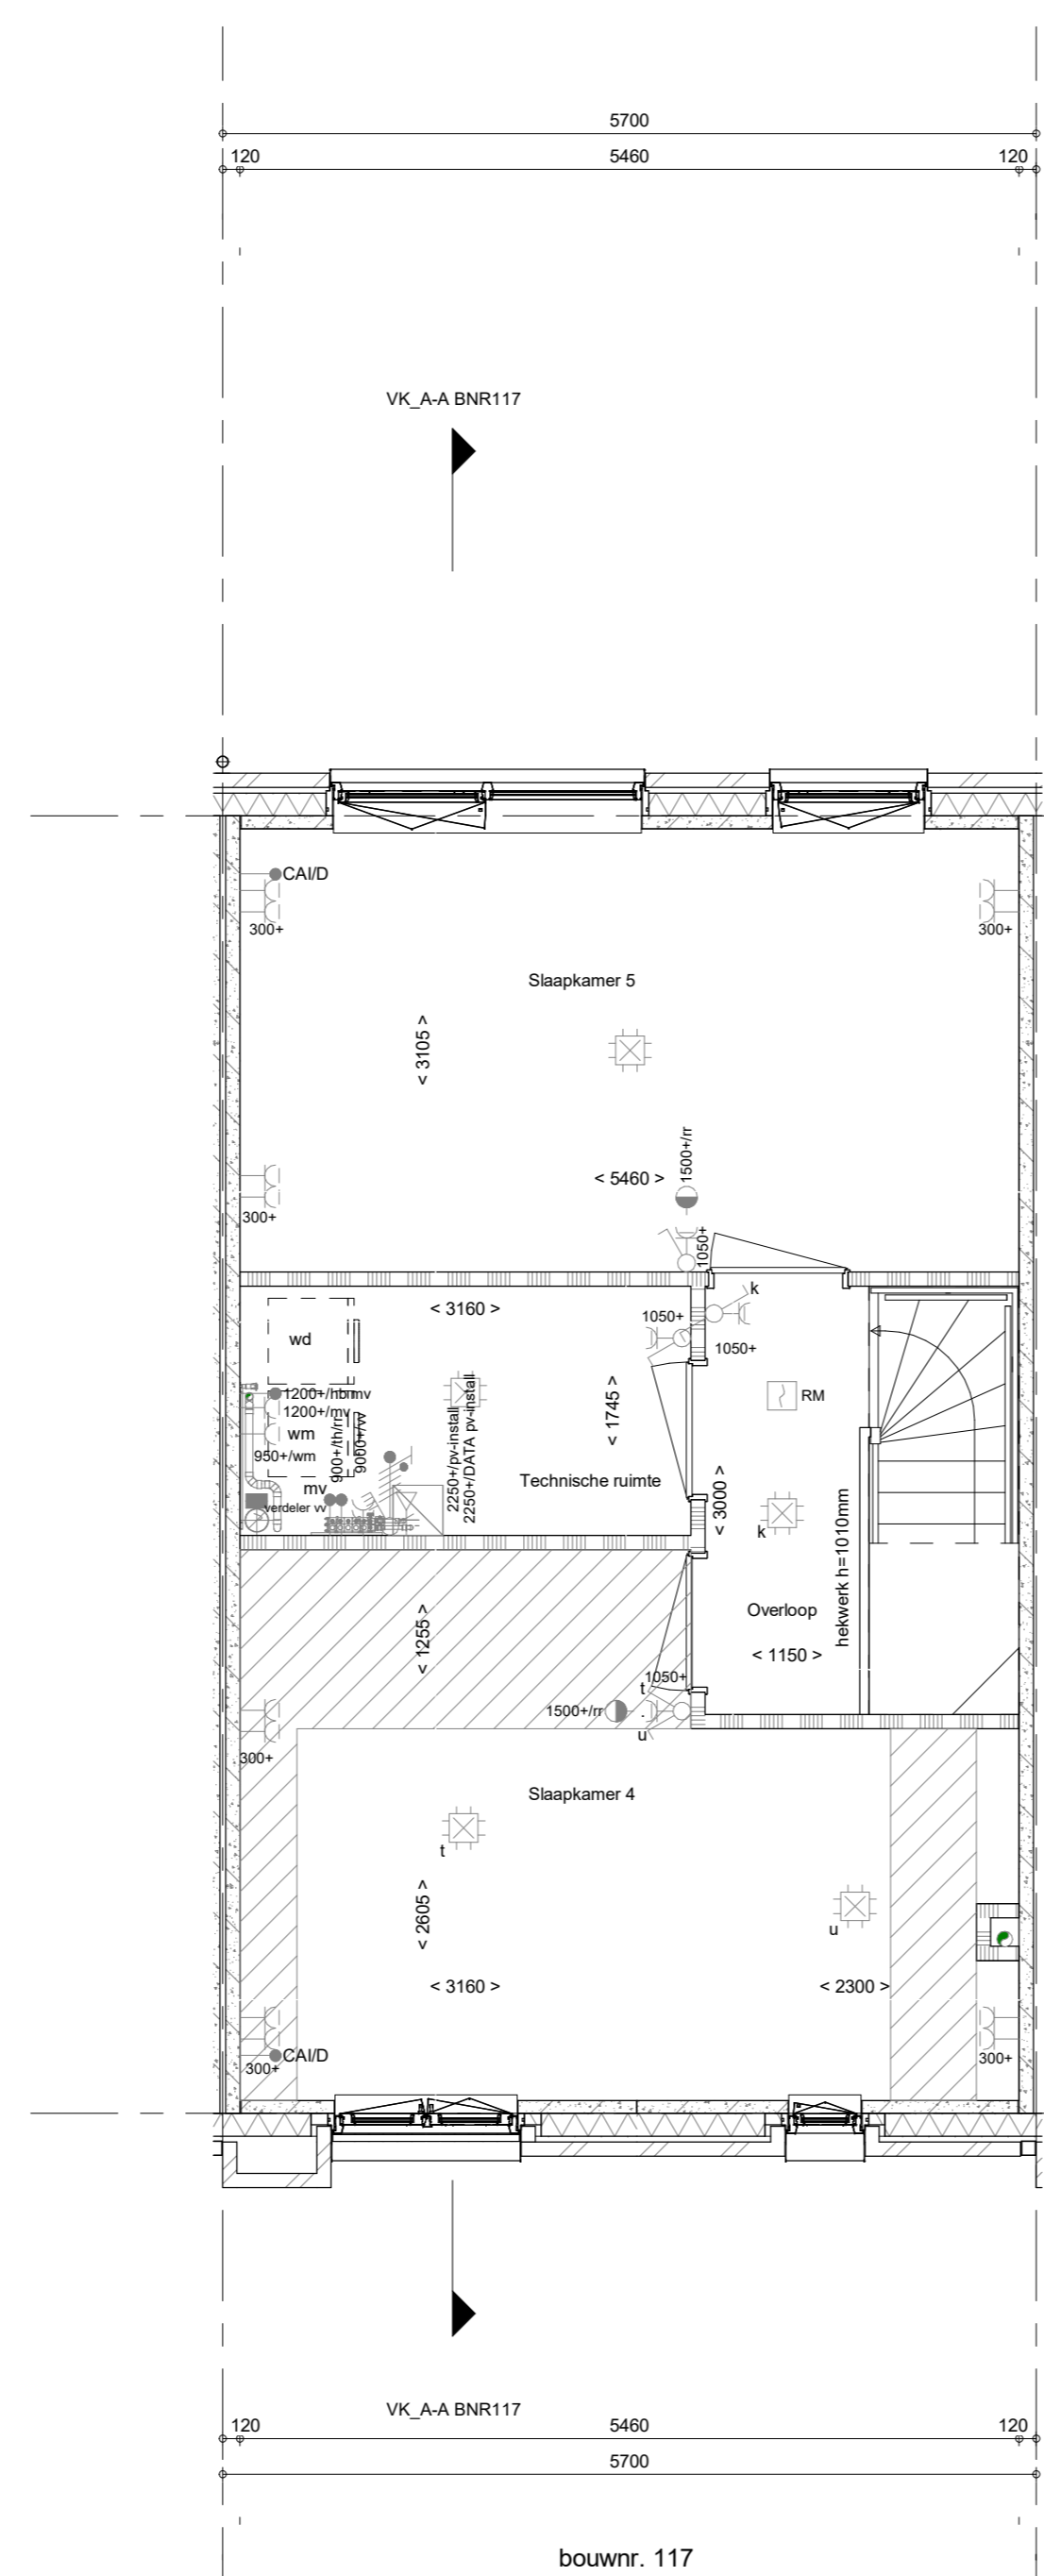 5700
120 5460 120
VK_A-A BNR117
CAI/D
300+ 300+
Slaapkamer 5
< 3105 >
1500+/rr
< 5460 >
300+
1050+
k
< 3160 >
1050+
1050+
wd
1200+/hbmv
1200+/mv
wm
950+/wm
900+/th/rr
9000+/vv
2250+/pv-install
2250+/DATA pv-install
< 1745 >
RM
mv
verdeler vv
Technische ruimte
< 3000 >
k
hekwerk h=1010mm
Overloop
< 1255 >
< 1150 >
1050+
t
1500+/rr
u
300+
Slaapkamer 4
t
< 2605 >
u
< 3160 > < 2300 >
CAI/D
300+ 300+
VK_A-A BNR117
120 5460 120
5700
bouwnr. 117